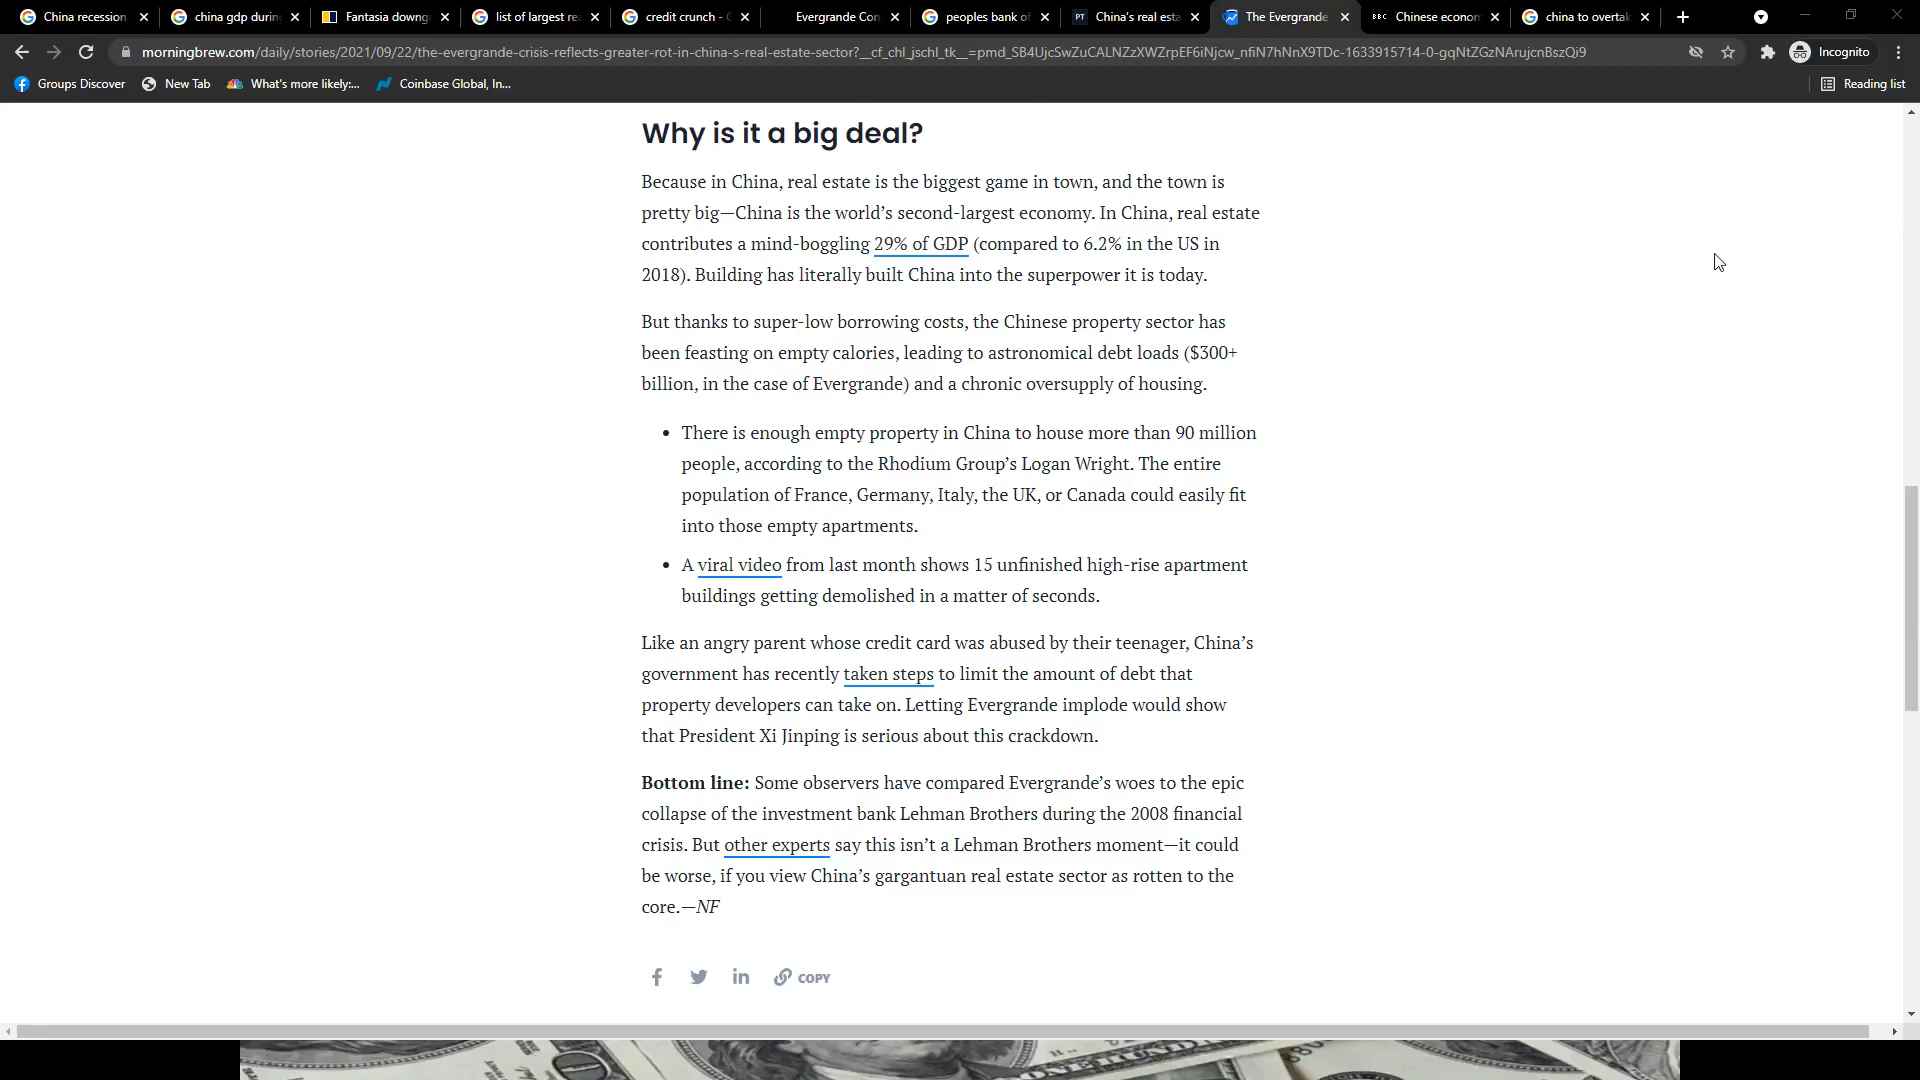 China recession
china gdp durin
Fantasia downg
list of largest re
credit crunch - G
Evergrande Con
peoples bank of
PT China's real esta
The Evergrande
BBC Chinese econom
china to overtak
morningbrew.com/daily/stories/2021/09/22/the-evergrande-crisis-reflects-greater-rot-in-china-s-real-estate-sector?__cf_chl_jschl_tk__=pmd_SB4UjcSwZuCALNZzXWZrpEF6iNjcw_nfiN7hNnX9TDc-1633915714-0-gqNtZGzNArujcnBszQi9
Incognito
Groups Discover
New Tab
What's more likely:...
Coinbase Global, In...
Reading list
Why is it a big deal?
Because in China, real estate is the biggest game in town, and the town is
pretty big—China is the world’s second-largest economy. In China, real estate
contributes a mind-boggling 29% of GDP (compared to 6.2% in the US in
2018). Building has literally built China into the superpower it is today.
But thanks to super-low borrowing costs, the Chinese property sector has
been feasting on empty calories, leading to astronomical debt loads ($300+
billion, in the case of Evergrande) and a chronic oversupply of housing.
• There is enough empty property in China to house more than 90 million
people, according to the Rhodium Group’s Logan Wright. The entire
population of France, Germany, Italy, the UK, or Canada could easily fit
into those empty apartments.
• A viral video from last month shows 15 unfinished high-rise apartment
buildings getting demolished in a matter of seconds.
Like an angry parent whose credit card was abused by their teenager, China’s
government has recently taken steps to limit the amount of debt that
property developers can take on. Letting Evergrande implode would show
that President Xi Jinping is serious about this crackdown.
Bottom line: Some observers have compared Evergrande’s woes to the epic
collapse of the investment bank Lehman Brothers during the 2008 financial
crisis. But other experts say this isn’t a Lehman Brothers moment—it could
be worse, if you view China’s gargantuan real estate sector as rotten to the
core.—NF
COPY